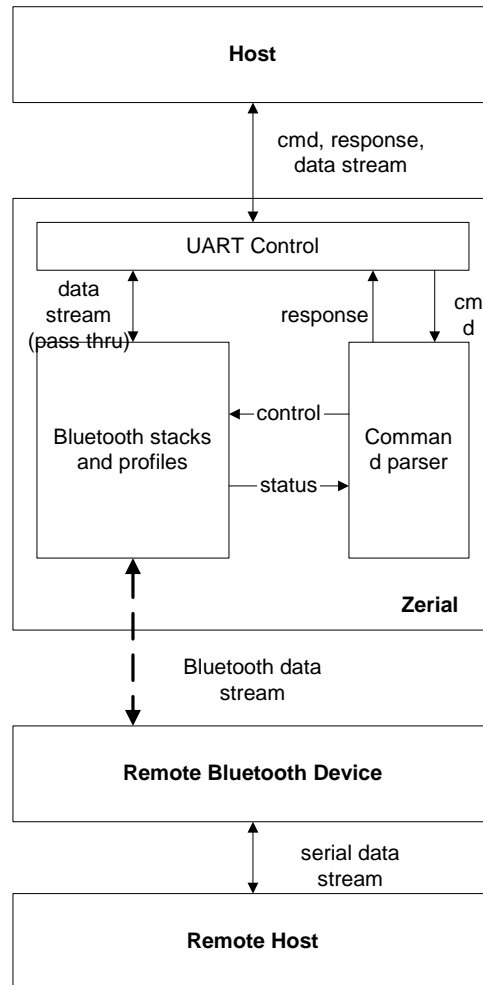 Host
cmd, response,
data stream
UART Control
data
stream
(pass thru)
response
cm
d
Bluetooth stacks
and profiles
control
status
Comman
d parser
Zerial
Bluetooth data
stream
Remote Bluetooth Device
serial data
stream
Remote Host